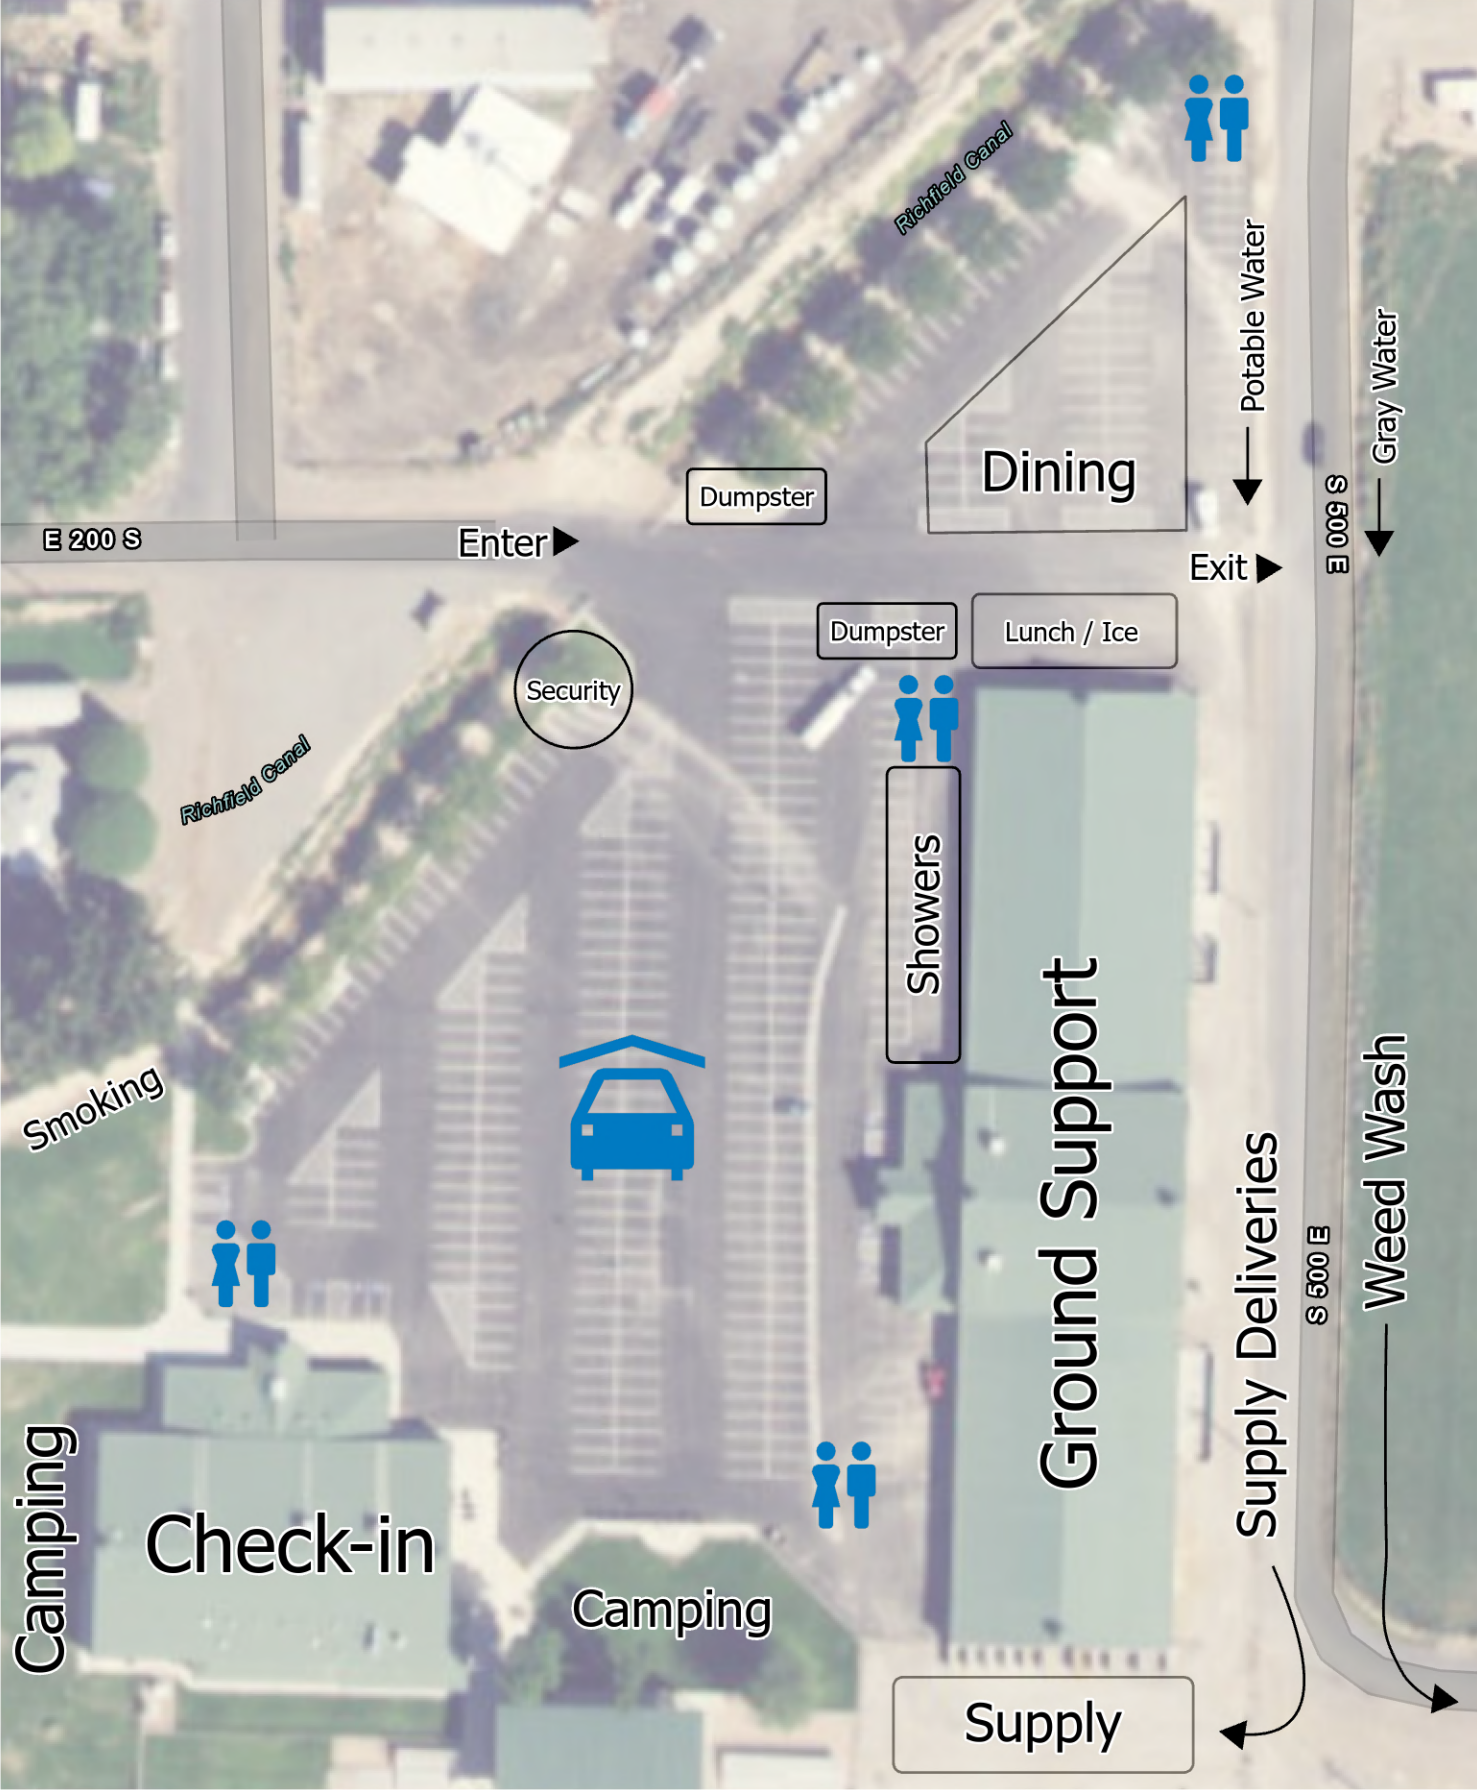 Richfield Canal
Potable Water
Gray Water
Dining
Dumpster
E 200 S
Enter
S 500 E
Exit
Dumpster
Lunch / Ice
Security
Richfield Canal
Showers
Ground Support
Smoking
Weed Wash
Supply Deliveries
S 500 E
Camping
Check-in
Camping
Supply